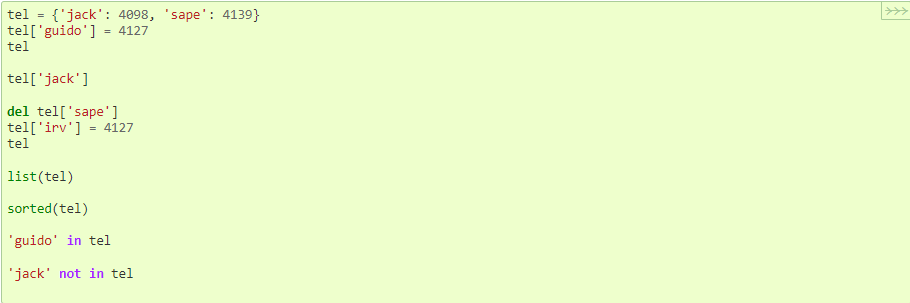 >>>
tel = {'jack': 4098, 'sape': 4139}
tel['guido'] = 4127
tel
tel['jack']
del tel['sape']
tel['irv'] = 4127
tel
list(tel)
sorted(tel)
'guido' in tel
'jack' not in tel